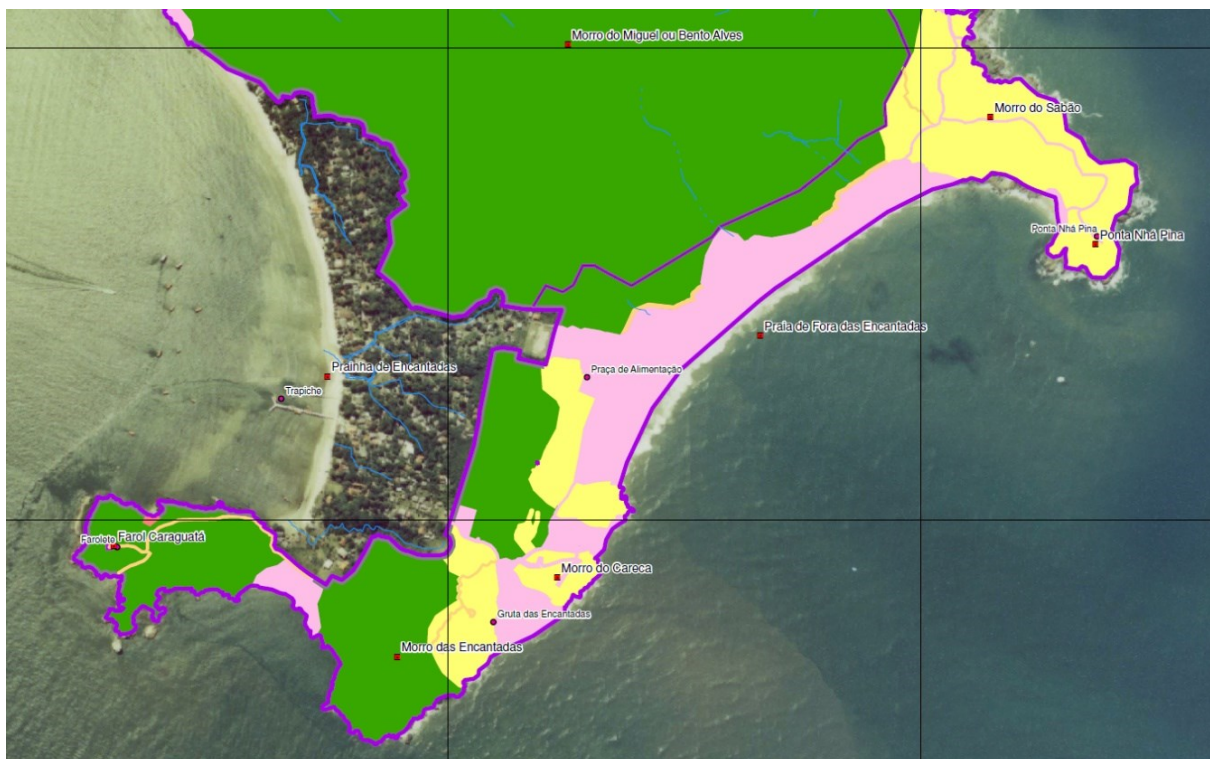 Morro do Miguel ou Bento Alves
Morro do Sabão
Ponta Nhá Pina
Ponta Nhá Pina
Praia de Fora das Encantadas
Prainha de Encantadas
Praça de Alimentação
Trapiche
Farolete
Farol Caraguatá
Morro do Careca
Gruta das Encantadas
Morro das Encantadas